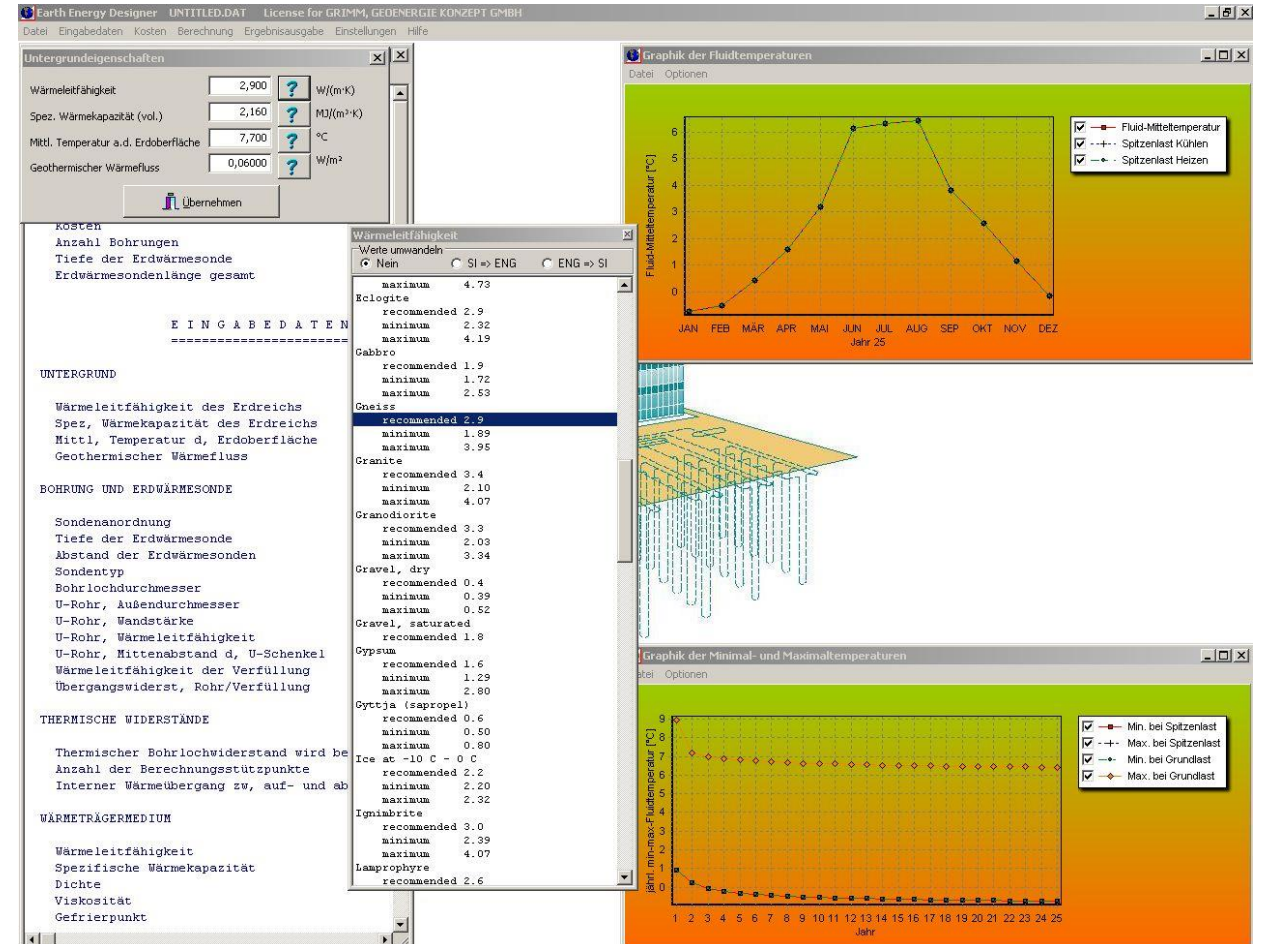 Earth Energy Designer UNTITLED.DAT License for GRIMM, GEOENERGIE KONZEPT GMBH
Datei Eingabedaten Kosten Berechnung Ergebnisausgabe Einstellungen Hilfe
Untergrundeigenschaften
Wärmeleitfähigkeit 2,900 ? W/(m·K)
Spez. Wärmekapazität (vol.) 2,160 ? MJ/(m³·K)
Mittl. Temperatur a.d. Erdoberfläche 7,700 ? °C
Geothermischer Wärmefluss 0,06000 ? W/m²
Übernehmen
Kosten
Anzahl Bohrungen
Tiefe der Erdwärmesonde
Erdwärmesondenlänge gesamt
E I N G A B E D A T E N
=======================
UNTERGRUND
Wärmeleitfähigkeit des Erdreichs
Spez, Wärmekapazität des Erdreichs
Mittl, Temperatur d, Erdoberfläche
Geothermischer Wärmefluss
BOHRUNG UND ERDWÄRMESONDE
Sondenanordnung
Tiefe der Erdwärmesonde
Abstand der Erdwärmesonden
Sondentyp
Bohrlochdurchmesser
U-Rohr, Außendurchmesser
U-Rohr, Wandstärke
U-Rohr, Wärmeleitfähigkeit
U-Rohr, Mittenabstand d, U-Schenkel
Wärmeleitfähigkeit der Verfüllung
Übergangswiderst, Rohr/Verfüllung
THERMISCHE WIDERSTÄNDE
Thermischer Bohrlochwiderstand wird be
Anzahl der Berechnungsstützpunkte
Interner Wärmeübergang zw, auf- und ab
WÄRMETRÄGERMEDIUM
Wärmeleitfähigkeit
Spezifische Wärmekapazität
Dichte
Viskosität
Gefrierpunkt
Wärmeleitfähigkeit
Werte umwandeln
Nein SI => ENG ENG => SI
maximum 4.73
Eclogite
recommended 2.9
minimum 2.32
maximum 4.19
Gabbro
recommended 1.9
minimum 1.72
maximum 2.53
Gneiss
recommended 2.9
minimum 1.89
maximum 3.95
Granite
recommended 3.4
minimum 2.10
maximum 4.07
Granodiorite
recommended 3.3
minimum 2.03
maximum 3.34
Gravel, dry
recommended 0.4
minimum 0.39
maximum 0.52
Gravel, saturated
recommended 1.8
Gypsum
recommended 1.6
minimum 1.29
maximum 2.80
Gyttja (sapropel)
recommended 0.6
minimum 0.50
maximum 0.80
Ice at -10 C - 0 C
recommended 2.2
minimum 2.20
maximum 2.32
Ignimbrite
recommended 3.0
minimum 2.39
maximum 4.07
Lamprophyre
recommended 2.6
Graphik der Fluidtemperaturen
Datei Optionen
Fluid-Mitteltemperatur [°C]
6
5
4
3
2
1
0
JAN FEB MÄR APR MAI JUN JUL AUG SEP OKT NOV DEZ
Jahr 25
Fluid-Mitteltemperatur
Spitzenlast Kühlen
Spitzenlast Heizen
Graphik der Minimal- und Maximaltemperaturen
atei Optionen
jährl. min-max-Fluidtemperatur [°C]
9
8
7
6
5
4
3
2
1
0
1 2 3 4 5 6 7 8 9 10 11 12 13 14 15 16 17 18 19 20 21 22 23 24 25
Jahr
Min. bei Spitzenlast
Max. bei Spitzenlast
Min. bei Grundlast
Max. bei Grundlast